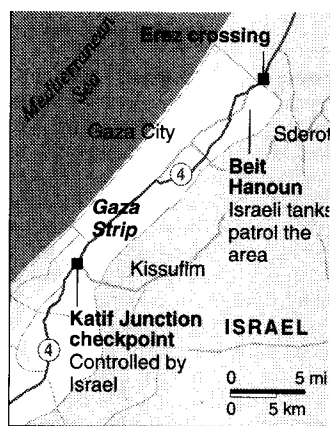 Erez crossing
Mediterranean
Sea
Gaza City
Sderot
4
Beit
Hanoun
Israeli tanks
patrol the
area
Gaza
Strip
Kissufim
Katif Junction
checkpoint
Controlled by
Israel
4
ISRAEL
0 5 mi
0 5 km